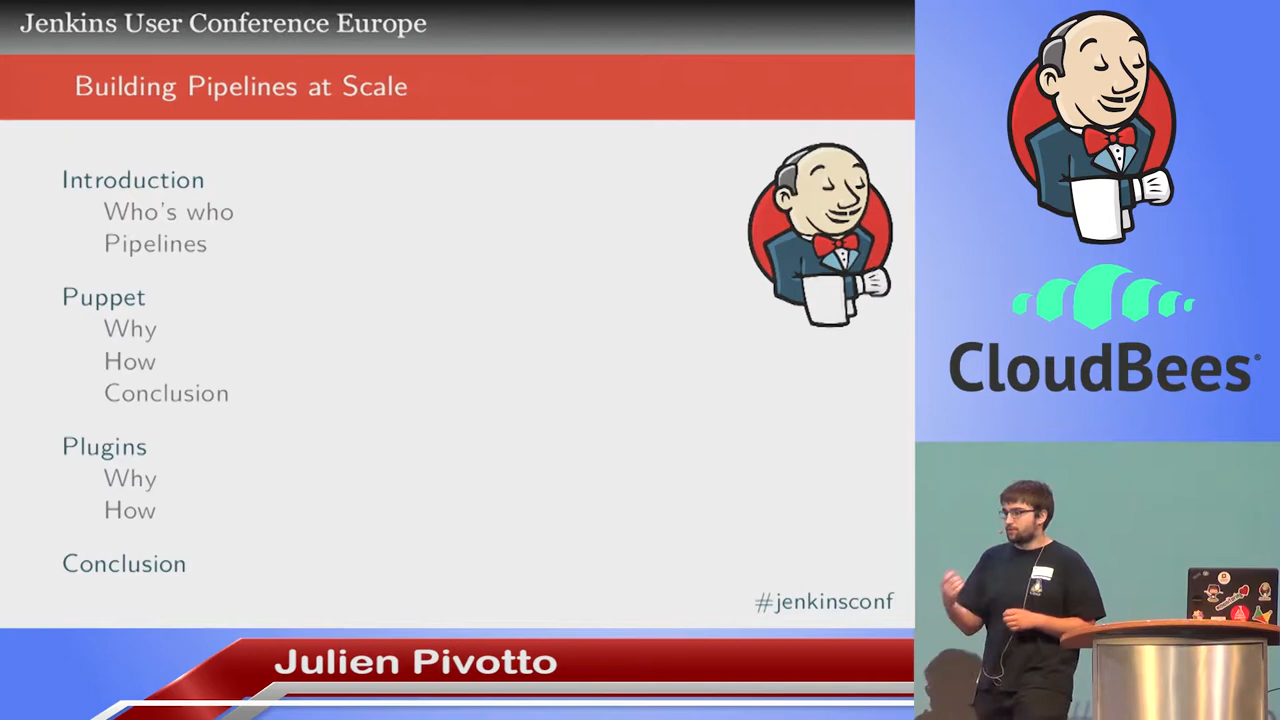 Jenkins User Conference Europe
Building Pipelines at Scale
Introduction
Who's who
Pipelines
Puppet
Why
How
Conclusion
Plugins
Why
How
Conclusion
#jenkinsconf
Julien Pivotto
CloudBees®